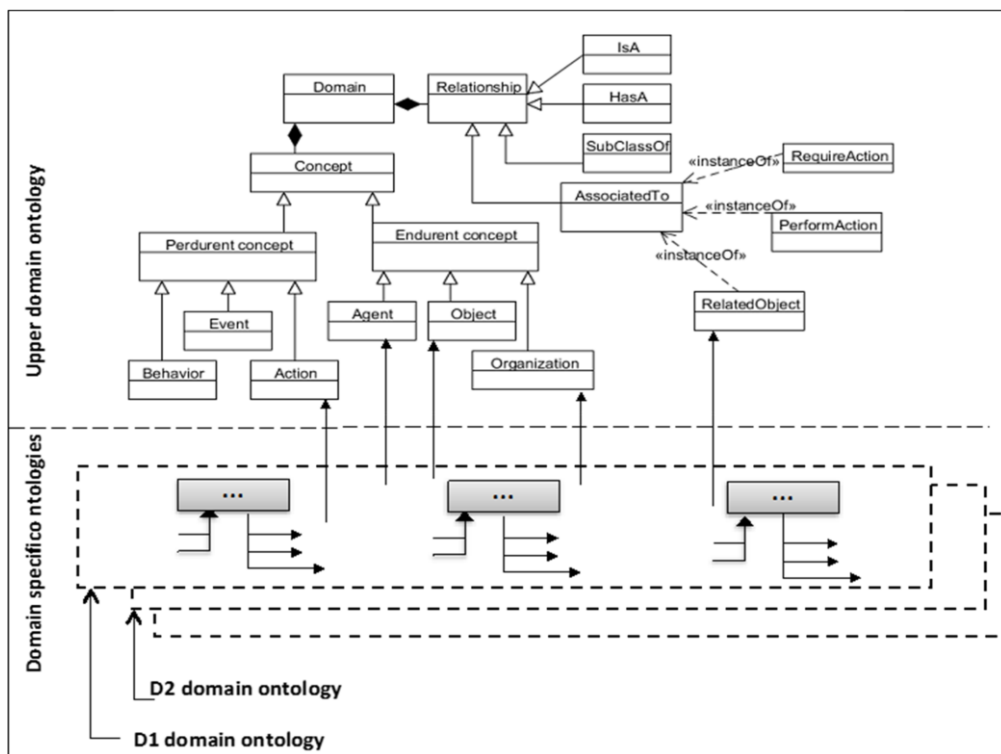 Upper domain ontology
IsA
Domain
Relationship
HasA
SubClassOf
Concept
«instanceOf»
RequireAction
AssociatedTo
«instanceOf»
PerformAction
Perdurent concept
Endurent concept
«instanceOf»
RelatedObject
Agent
Object
Event
Organization
Behavior
Action
Domain specifico ntologies
...
...
...
D2 domain ontology
D1 domain ontology